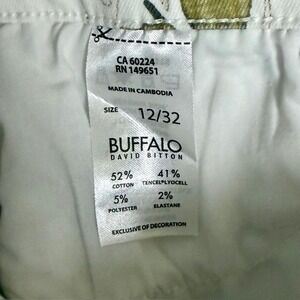 CA 60224
RN 149651
MADE IN CAMBODIA
SIZE 12/32
BUFFALO
DAVID BITTON
52% 41%
COTTON TENCEL®LYOCELL
5% 2%
POLYESTER ELASTANE
EXCLUSIVE OF DECORATION